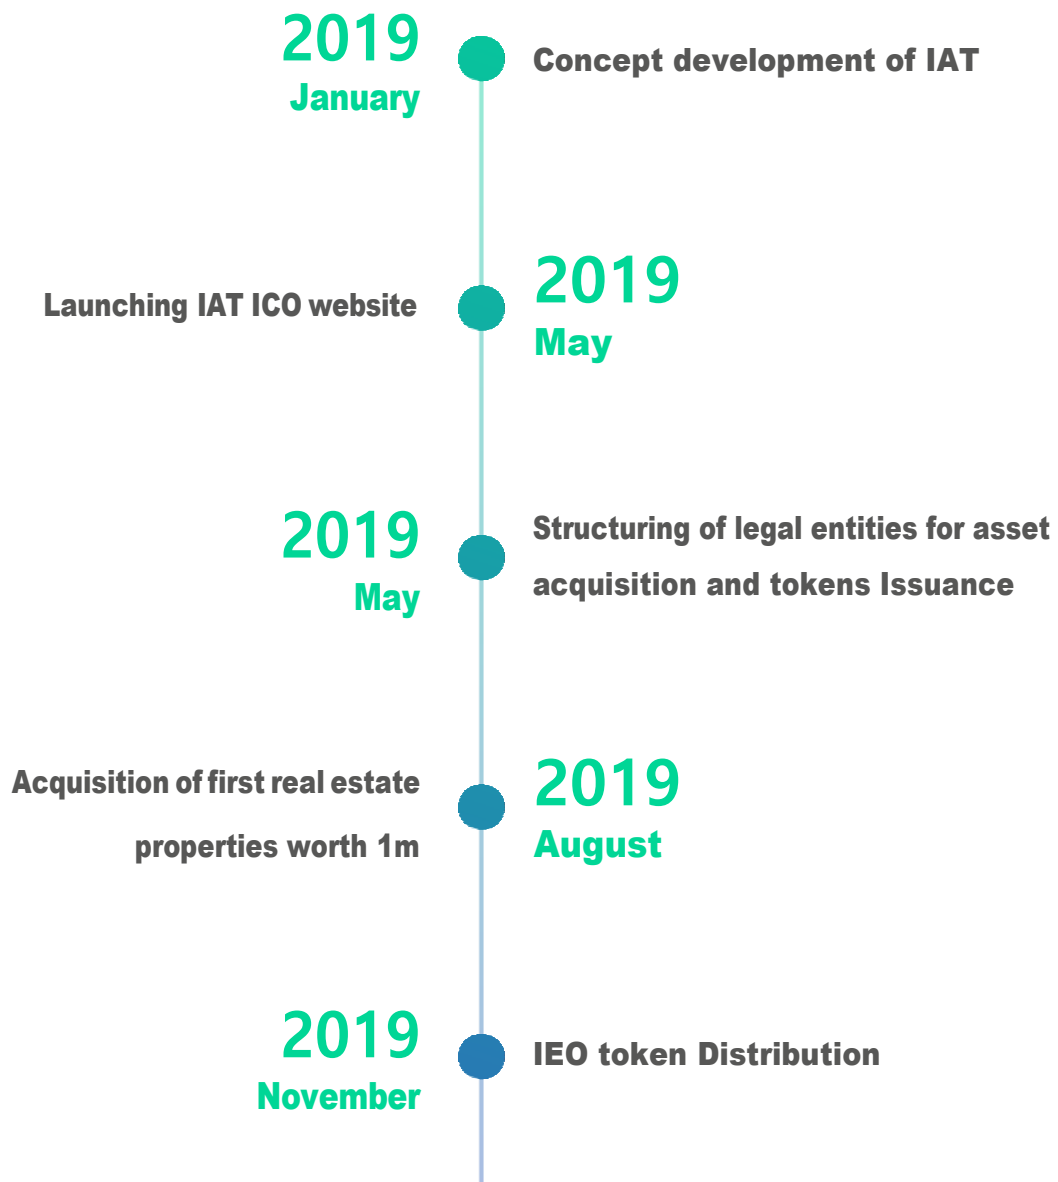 2019
January
Concept development of IAT
Launching IAT ICO website
2019
May
2019
May
Structuring of legal entities for asset
acquisition and tokens Issuance
Acquisition of first real estate
properties worth 1m
2019
August
2019
November
IEO token Distribution